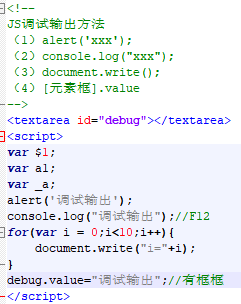 <!--
JS调试输出方法
（1）alert('xxx');
（2）console.log("xxx");
（3）document.write();
（4）[元素框].value
-->
<textarea id="debug"></textarea>
<script>
var $1;
var a1;
var _a;
alert('调试输出');
console.log("调试输出");//F12
for(var i = 0;i<10;i++){
document.write("i="+i);
}
debug.value="调试输出";//有框框
</script>